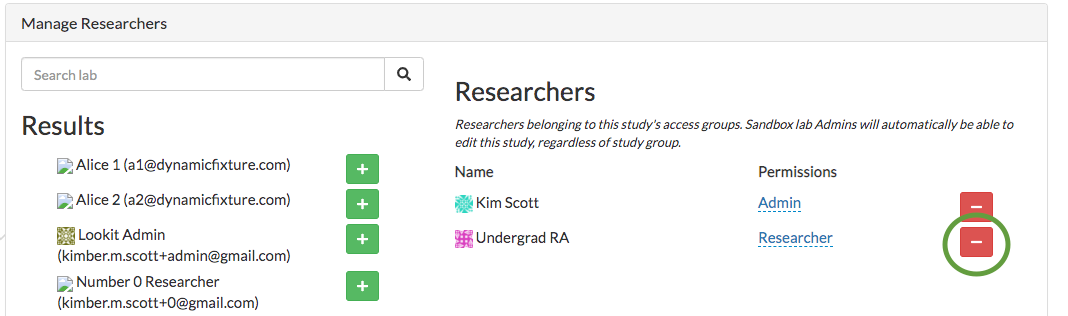 Manage Researchers
Search lab
Results
Alice 1 (a1@dynamicfixture.com)
Alice 2 (a2@dynamicfixture.com)
Lookit Admin
(kimber.m.scott+admin@gmail.com)
Number 0 Researcher
(kimber.m.scott+0@gmail.com)
Researchers
Researchers belonging to this study's access groups. Sandbox lab Admins will automatically be able to
edit this study, regardless of study group.
Name Permissions
Kim Scott Admin
Undergrad RA Researcher